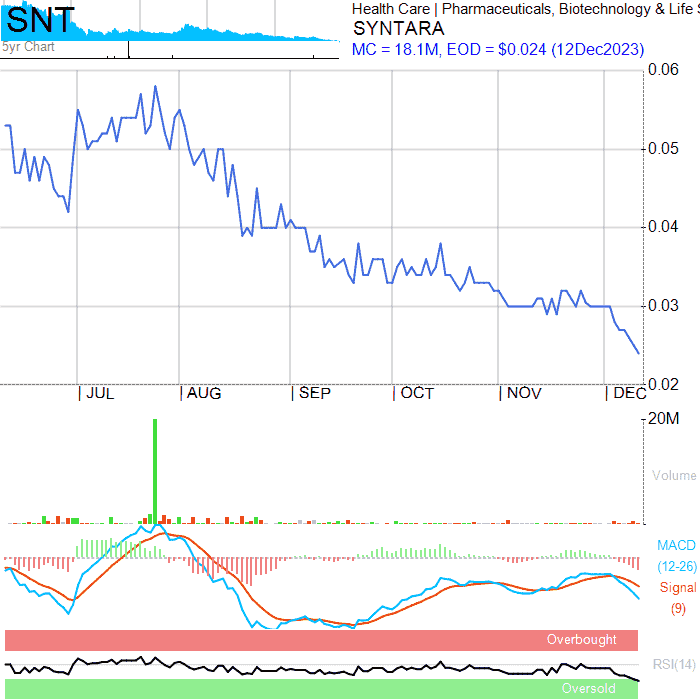 SNT
5yr Chart
Health Care | Pharmaceuticals, Biotechnology & Life S
SYNTARA
MC = 18.1M, EOD = $0.024 (12Dec2023)
0.06
0.05
0.04
0.03
0.02
| JUL | AUG | SEP | OCT | NOV | DEC
20M
Volume
MACD
(12-26)
Signal
(9)
Overbought
RSI(14)
Oversold